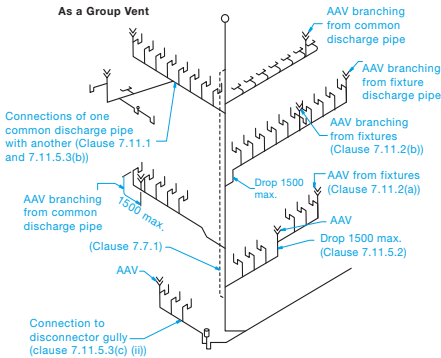 As a Group Vent
AAV branching
from common
discharge pipe
AAV branching
from fixture
discharge pipe
Connections of one
common discharge pipe
with another (Clause 7.11.1
and 7.11.5.3(b))
AAV branching
from fixtures
(Clause 7.11.2(b))
AAV branching
from common
discharge pipe
1500 max.
Drop 1500
max.
AAV from fixtures
(Clause 7.11.2(a))
AAV
(Clause 7.7.1)
Drop 1500 max.
(Clause 7.11.5.2)
AAV
Connection to
disconnector gully
(clause 7.11.5.3(c) (ii))